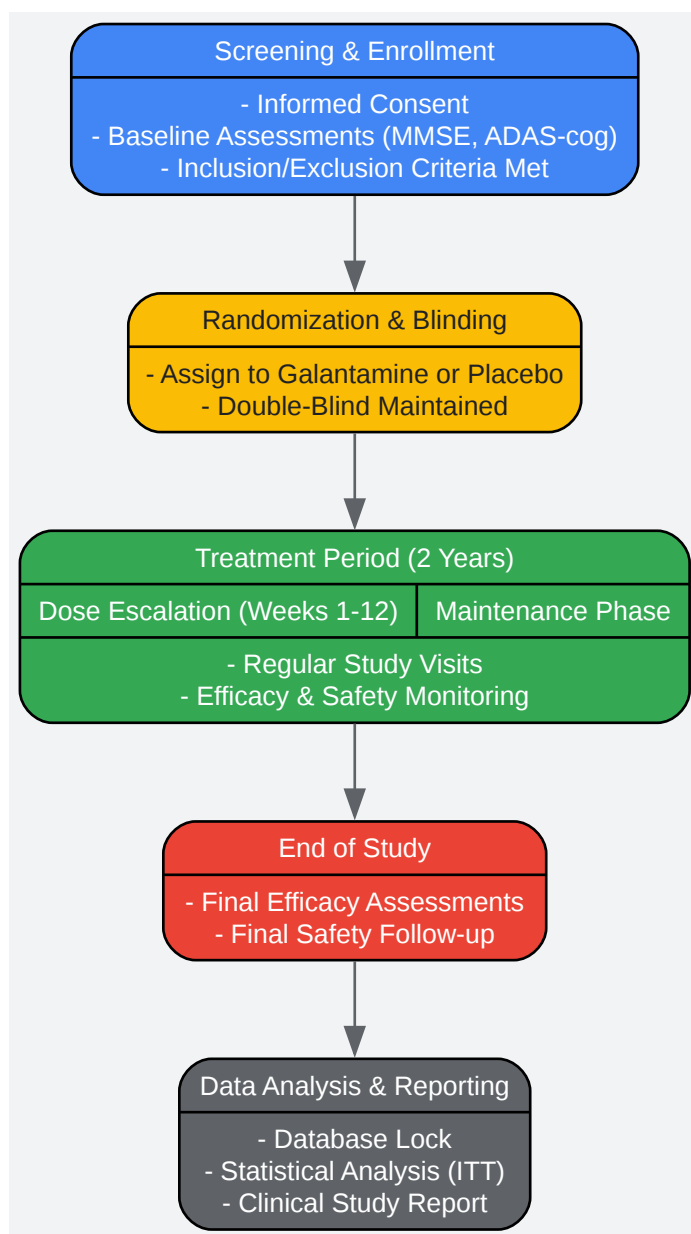 Screening & Enrollment
- Informed Consent
- Baseline Assessments (MMSE, ADAS-cog)
- Inclusion/Exclusion Criteria Met
Randomization & Blinding
- Assign to Galantamine or Placebo
- Double-Blind Maintained
Treatment Period (2 Years)
Dose Escalation (Weeks 1-12)
Maintenance Phase
- Regular Study Visits
- Efficacy & Safety Monitoring
End of Study
- Final Efficacy Assessments
- Final Safety Follow-up
Data Analysis & Reporting
- Database Lock
- Statistical Analysis (ITT)
- Clinical Study Report